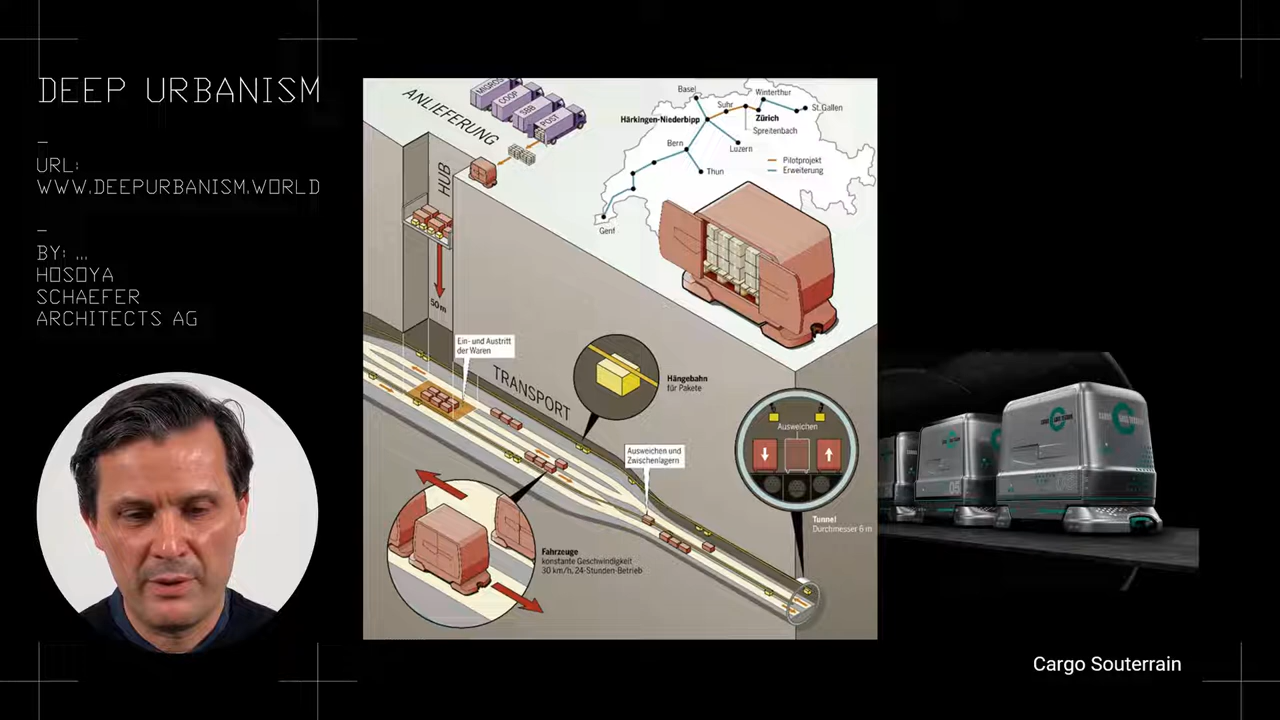 DEEP URBANISM
–
URL:
WWW.DEEPURBANISM.WORLD
–
BY: ...
HOSOYA
SCHAEFER
ARCHITECTS AG
ANLIEFERUNG
MIGROS
COOP
SBB
POST
HUB
50 m
Basel
Winterthur
Suhr
St.Gallen
Härkingen-Niederbipp
Zürich
Spreitenbach
Bern
Luzern
Pilotprojekt
Erweiterung
Thun
Genf
Ein- und Austritt
der Waren
TRANSPORT
Hängebahn
für Pakete
Ausweichen
Ausweichen und
Zwischenlagern
Tunnel
Durchmesser 6 m
Fahrzeuge
konstante Geschwindigkeit
30 km/h, 24-Stunden-Betrieb
Cargo Souterrain